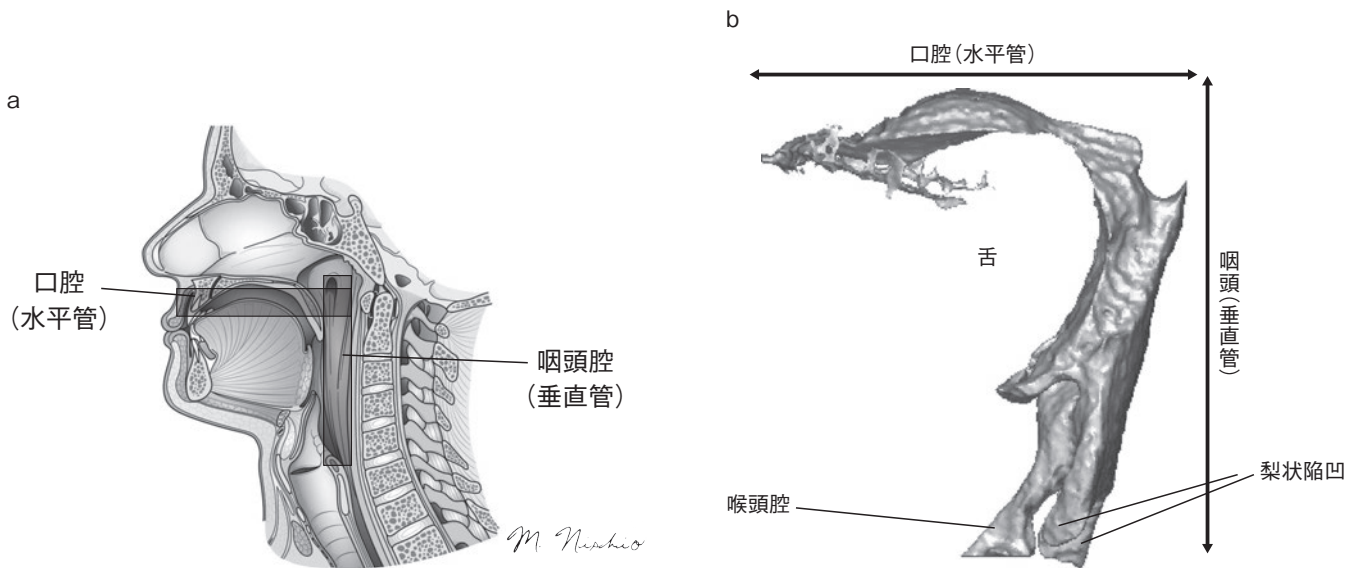 a
口腔
（水平管）
咽頭腔
（垂直管）
M. Nishio
b
口腔（水平管）
舌
咽頭（垂直管）
喉頭腔
梨状陥凹